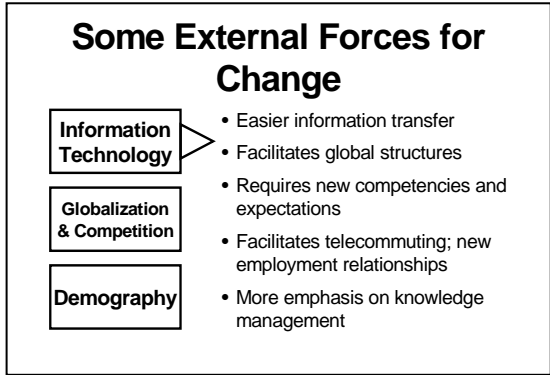 Some External Forces for
Change
Information
Technology
Globalization
& Competition
Demography
• Easier information transfer
• Facilitates global structures
• Requires new competencies and
expectations
• Facilitates telecommuting; new
employment relationships
• More emphasis on knowledge
management